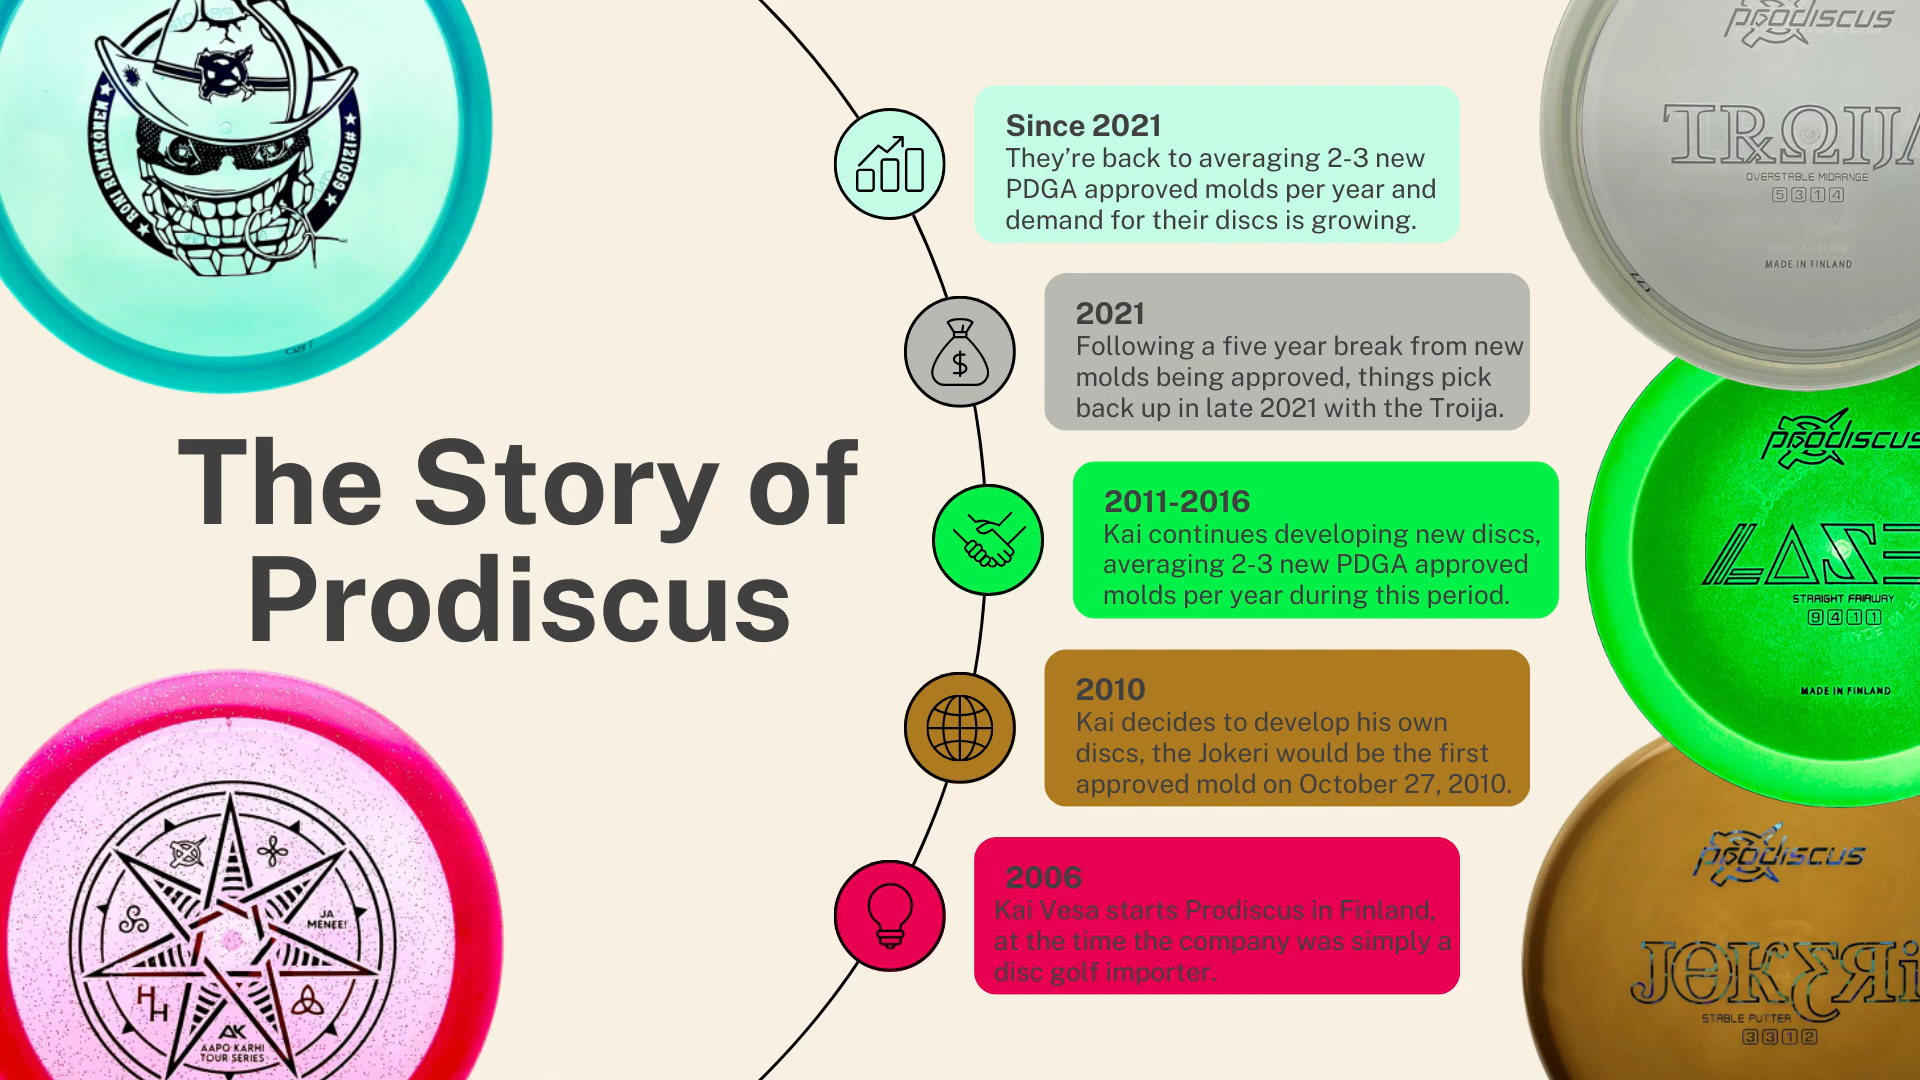 RONI RONKKÖNEN
#121099
The Story of
Prodiscus
JA
MENEE!
H
H
AK
AAPO KARHI
TOUR SERIES
Since 2021
They’re back to averaging 2-3 new
PDGA approved molds per year and
demand for their discs is growing.
2021
Following a five year break from new
molds being approved, things pick
back up in late 2021 with the Troija.
2011-2016
Kai continues developing new discs,
averaging 2-3 new PDGA approved
molds per year during this period.
2010
Kai decides to develop his own
discs, the Jokeri would be the first
approved mold on October 27, 2010.
2006
Kai Vesa starts Prodiscus in Finland,
at the time the company was simply a
disc golf importer.
prodiscus
TRΩIJA
OVERSTABLE MIDRANGE
5 3 1 4
MADE IN FINLAND
prodiscus
LASE
STRAIGHT FAIRWAY
9 4 1 1
MADE IN FINLAND
prodiscus
JOKERi
STABLE PUTTER
3 3 1 2